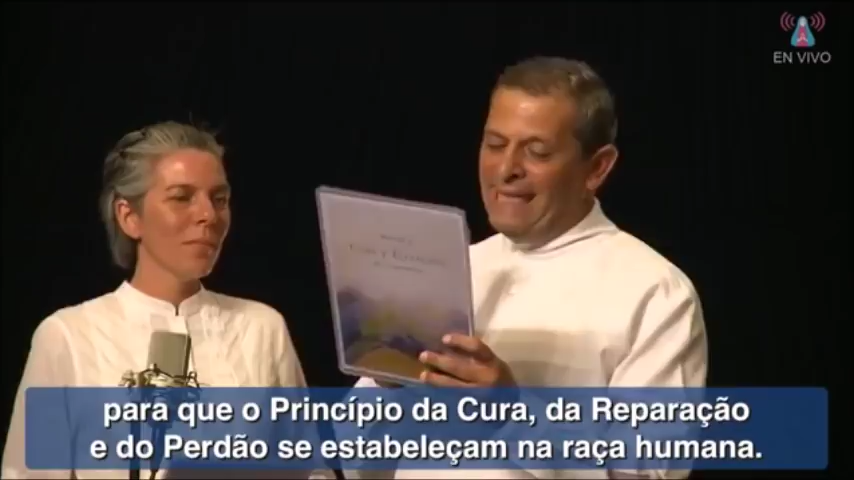 EN VIVO
para que o Princípio da Cura, da Reparação
e do Perdão se estabeleçam na raça humana.